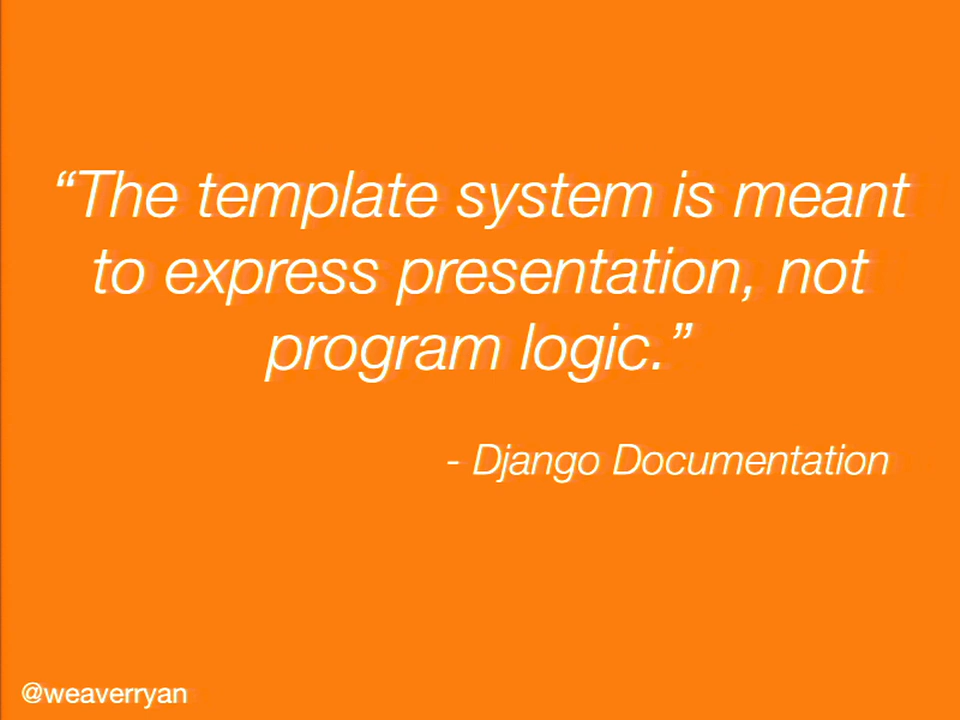 “The template system is meant
to express presentation, not
program logic.”
- Django Documentation
@weaverryan